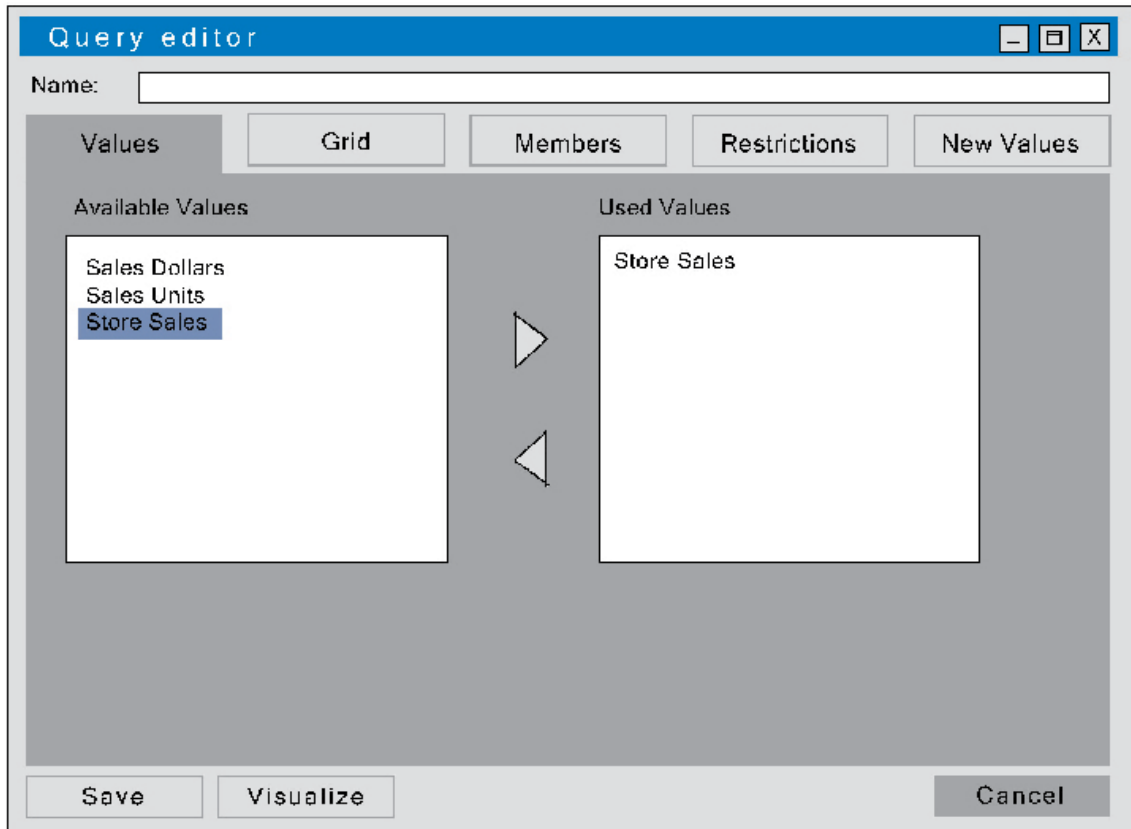 Query editor
X
Name:
Values Grid Members Restrictions New Values
Available Values Used Values
Sales Dollars Store Sales
Sales Units
Store Sales
Save Visualize Cancel